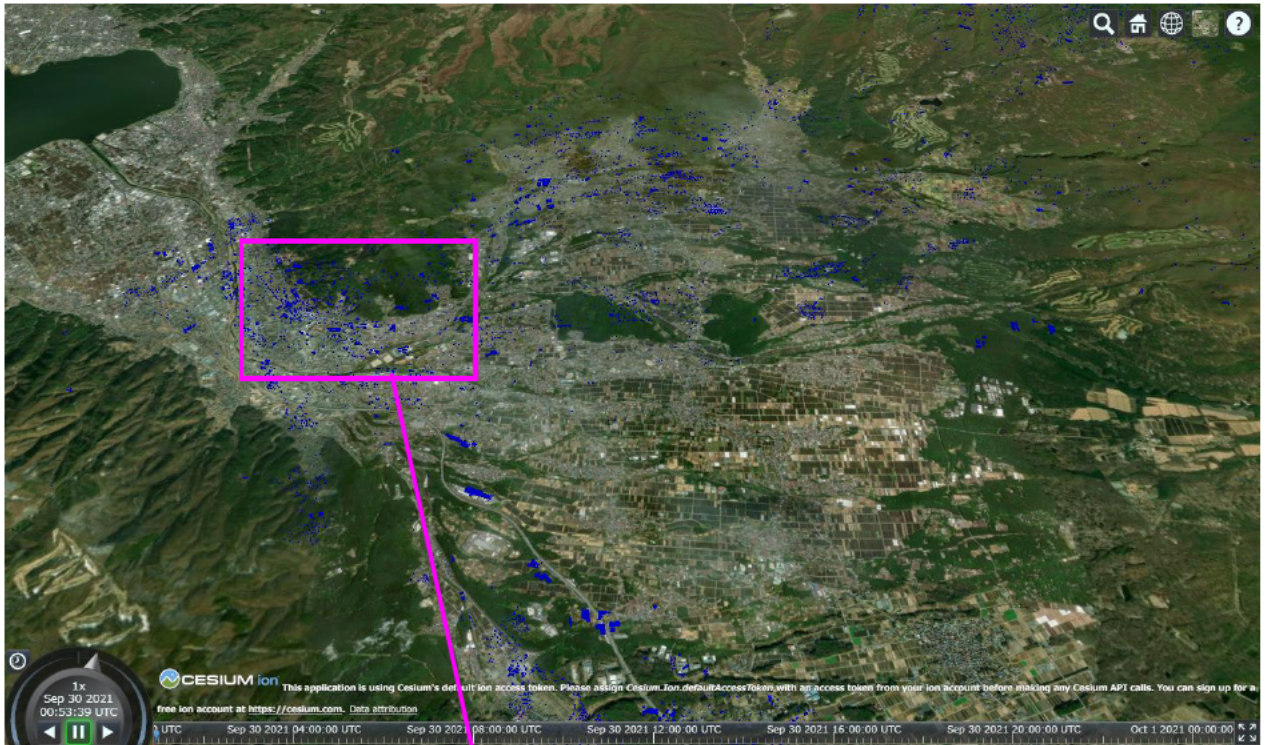 ?
CESIUM ion This application is using Cesium's default ion access token. Please assign Cesium.Ion.defaultAccessToken with an access token from your ion account before making any Cesium API calls. You can sign up for a
free ion account at https://cesium.com. Data attribution
1x
Sep 30 2021
00:53:39 UTC
UTC Sep 30 2021 04:00:00 UTC Sep 30 2021 08:00:00 UTC Sep 30 2021 12:00:00 UTC Sep 30 2021 16:00:00 UTC Sep 30 2021 20:00:00 UTC Oct 1 2021 00:00:00